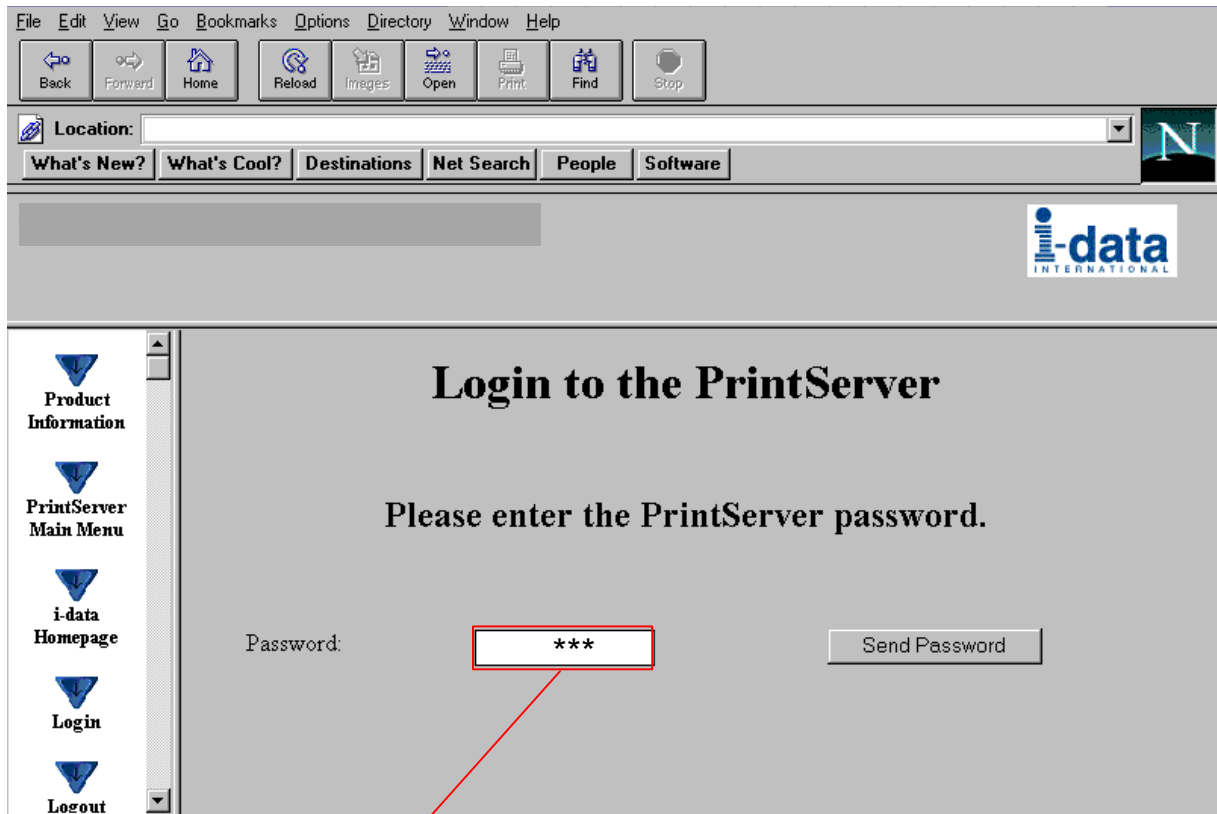 File Edit View Go Bookmarks Options Directory Window Help
Back Forward Home Reload Images Open Print Find Stop
Location:
What's New? What's Cool? Destinations Net Search People Software
N
i-data
INTERNATIONAL
Product
Information
PrintServer
Main Menu
i-data
Homepage
Login
Logout
Login to the PrintServer
Please enter the PrintServer password.
Password: *** Send Password